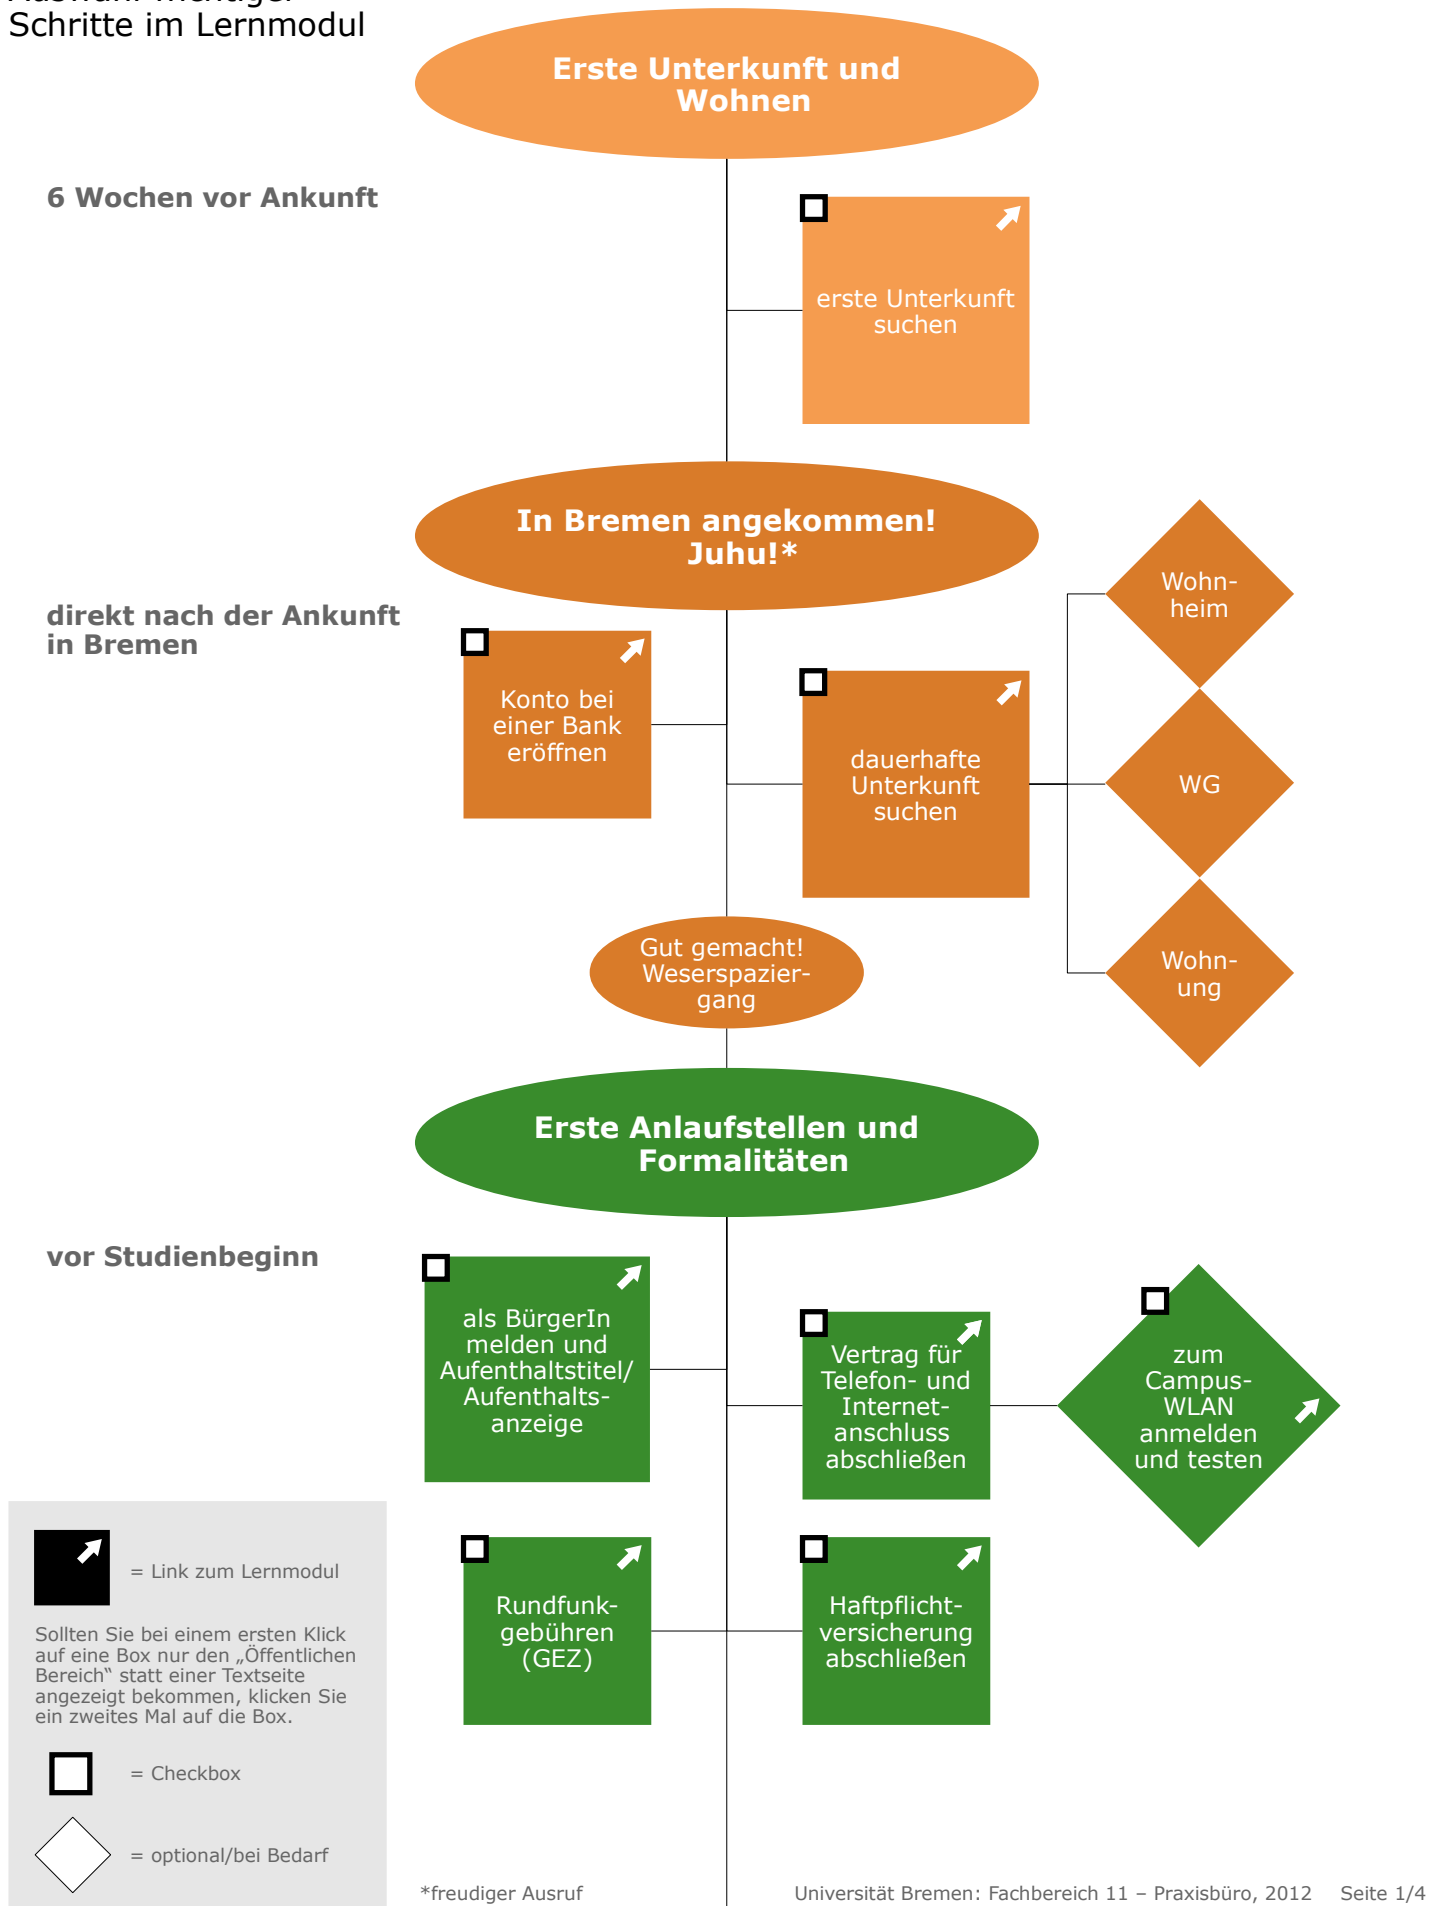 Schritte im Lernmodul
Erste Unterkunft und
Wohnen
6 Wochen vor Ankunft
erste Unterkunft
suchen
In Bremen angekommen!
Juhu!*
direkt nach der Ankunft
in Bremen
Konto bei
einer Bank
eröffnen
dauerhafte
Unterkunft
suchen
Wohn-
heim
WG
Wohn-
ung
Gut gemacht!
Weserspazier-
gang
Erste Anlaufstellen und
Formalitäten
vor Studienbeginn
als BürgerIn
melden und
Aufenthaltstitel/
Aufenthalts-
anzeige
Vertrag für
Telefon- und
Internet-
anschluss
abschließen
zum
Campus-
WLAN
anmelden
und testen
Rundfunk-
gebühren
(GEZ)
Haftpflicht-
versicherung
abschließen
= Link zum Lernmodul
Sollten Sie bei einem ersten Klick
auf eine Box nur den „Öffentlichen
Bereich“ statt einer Textseite
angezeigt bekommen, klicken Sie
ein zweites Mal auf die Box.
= Checkbox
= optional/bei Bedarf
*freudiger Ausruf
Universität Bremen: Fachbereich 11 – Praxisbüro, 2012 Seite 1/4